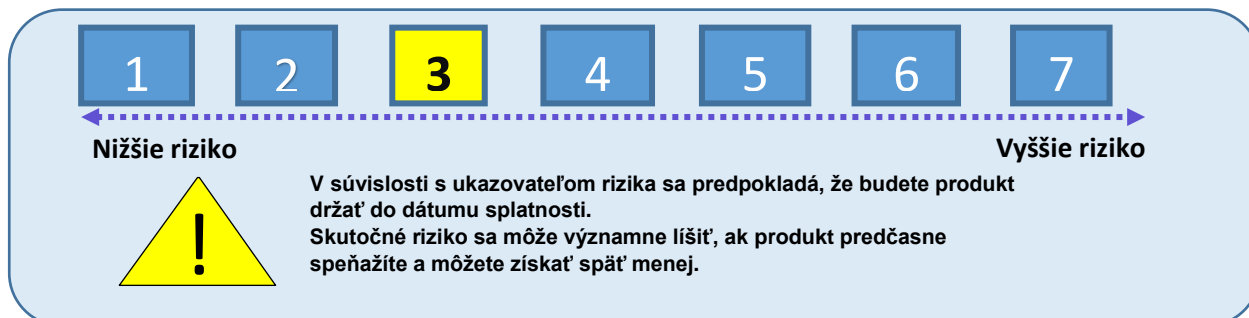 1 2 3 4 5 6 7
Nižšie riziko Vyššie riziko
!
V súvislosti s ukazovateľom rizika sa predpokladá, že budete produkt
držať do dátumu splatnosti.
Skutočné riziko sa môže významne líšiť, ak produkt predčasne
speňažíte a môžete získať späť menej.